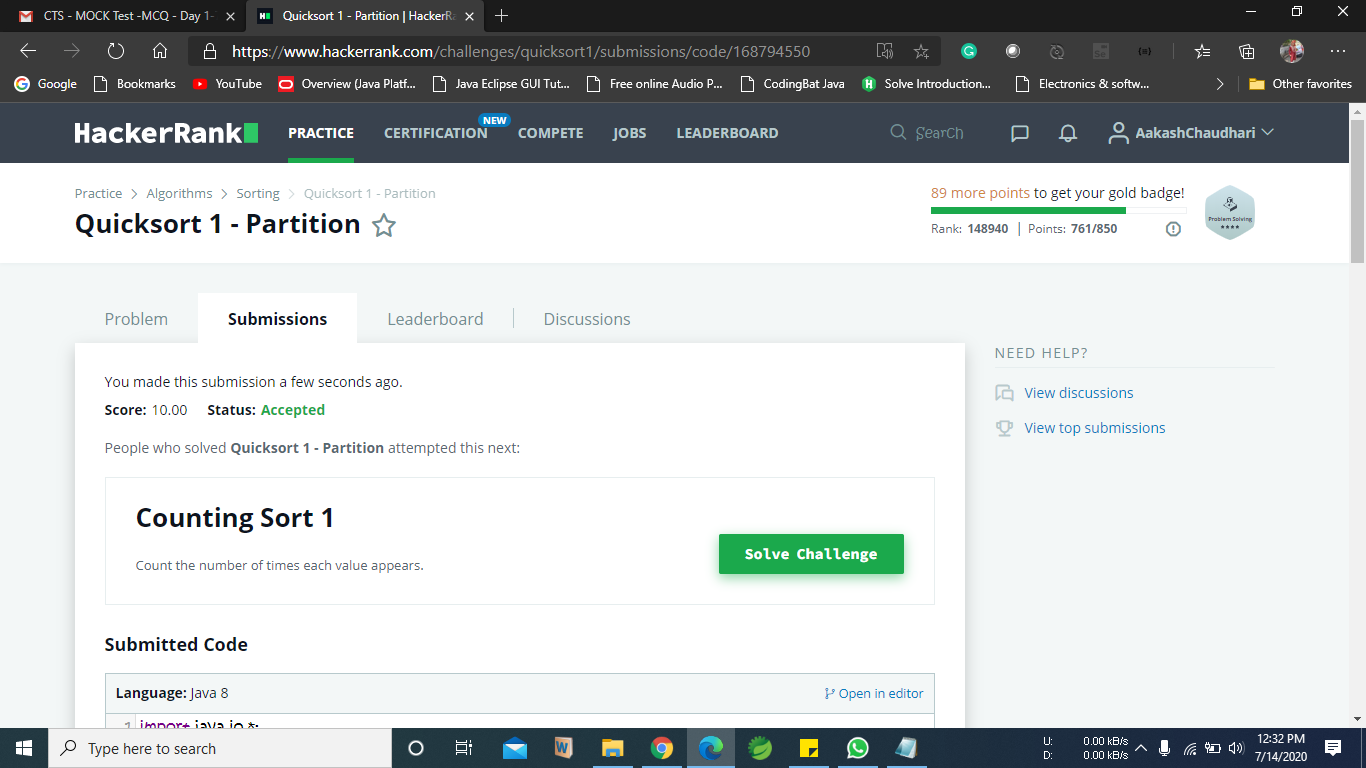 CTS - MOCK Test -MCQ - Day 1-
Quicksort 1 - Partition | HackerRa
https://www.hackerrank.com/challenges/quicksort1/submissions/code/168794550
Google Bookmarks YouTube Overview (Java Platf... Java Eclipse GUI Tut... Free online Audio P... CodingBat Java Solve Introduction... Electronics & softw... Other favorites
HackerRank PRACTICE CERTIFICATION NEW COMPETE JOBS LEADERBOARD Search AakashChaudhari
Practice > Algorithms > Sorting > Quicksort 1 - Partition
Quicksort 1 - Partition
89 more points to get your gold badge!
Rank: 148940 | Points: 761/850
Problem Solving
Problem Submissions Leaderboard Discussions
You made this submission a few seconds ago.
Score: 10.00 Status: Accepted
People who solved Quicksort 1 - Partition attempted this next:
Counting Sort 1
Count the number of times each value appears.
Solve Challenge
Submitted Code
Language: Java 8 Open in editor
1 import java.io.*;
NEED HELP?
View discussions
View top submissions
Type here to search
U: 0.00 kB/s
D: 0.00 kB/s
12:32 PM
7/14/2020